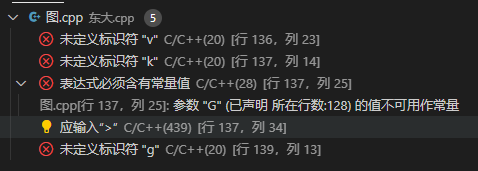 图.cpp 东大.cpp 5
未定义标识符 "v" C/C++(20) [行 136，列 23]
未定义标识符 "k" C/C++(20) [行 137，列 14]
表达式必须含有常量值 C/C++(28) [行 137，列 25]
图.cpp[行 137，列 25]: 参数 "G" (已声明 所在行数:128) 的值不可用作常量
应输入“>” C/C++(439) [行 137，列 34]
未定义标识符 "g" C/C++(20) [行 139，列 13]